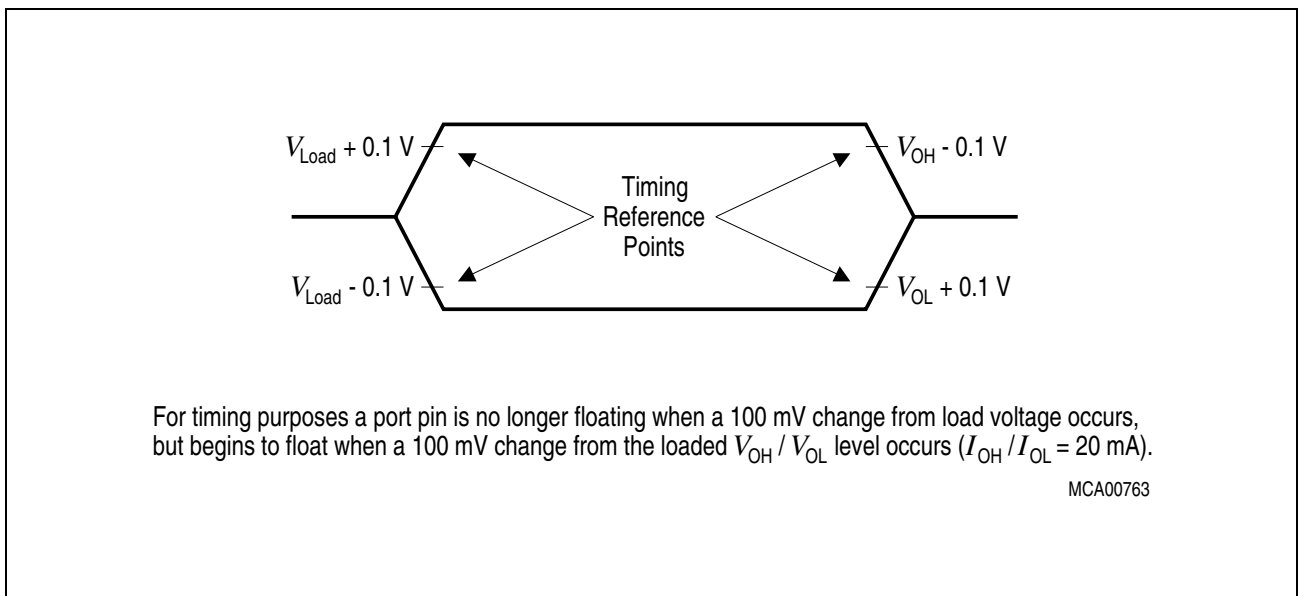 V_Load + 0.1 V
V_OH - 0.1 V
Timing
Reference
Points
V_Load - 0.1 V
V_OL + 0.1 V
For timing purposes a port pin is no longer floating when a 100 mV change from load voltage occurs,
but begins to float when a 100 mV change from the loaded V_OH / V_OL level occurs (I_OH / I_OL = 20 mA).
MCA00763